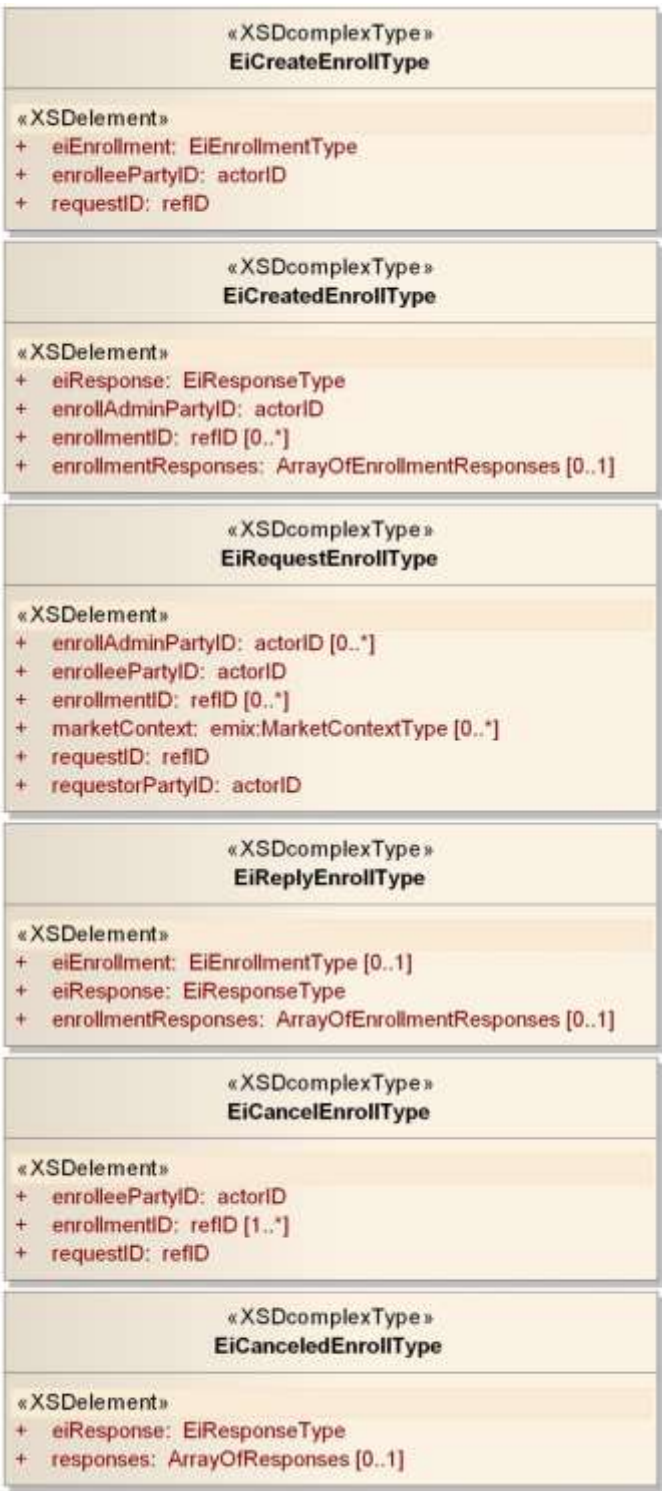 «XSDcomplexType»
EiCreateEnrollType
«XSDelement»
+ eiEnrollment: EiEnrollmentType
+ enrolleePartyID: actorID
+ requestID: refID
«XSDcomplexType»
EiCreatedEnrollType
«XSDelement»
+ eiResponse: EiResponseType
+ enrollAdminPartyID: actorID
+ enrollmentID: refID [0..*]
+ enrollmentResponses: ArrayOfEnrollmentResponses [0..1]
«XSDcomplexType»
EiRequestEnrollType
«XSDelement»
+ enrollAdminPartyID: actorID [0..*]
+ enrolleePartyID: actorID
+ enrollmentID: refID [0..*]
+ marketContext: emix:MarketContextType [0..*]
+ requestID: refID
+ requestorPartyID: actorID
«XSDcomplexType»
EiReplyEnrollType
«XSDelement»
+ eiEnrollment: EiEnrollmentType [0..1]
+ eiResponse: EiResponseType
+ enrollmentResponses: ArrayOfEnrollmentResponses [0..1]
«XSDcomplexType»
EiCancelEnrollType
«XSDelement»
+ enrolleePartyID: actorID
+ enrollmentID: refID [1..*]
+ requestID: refID
«XSDcomplexType»
EiCanceledEnrollType
«XSDelement»
+ eiResponse: EiResponseType
+ responses: ArrayOfResponses [0..1]